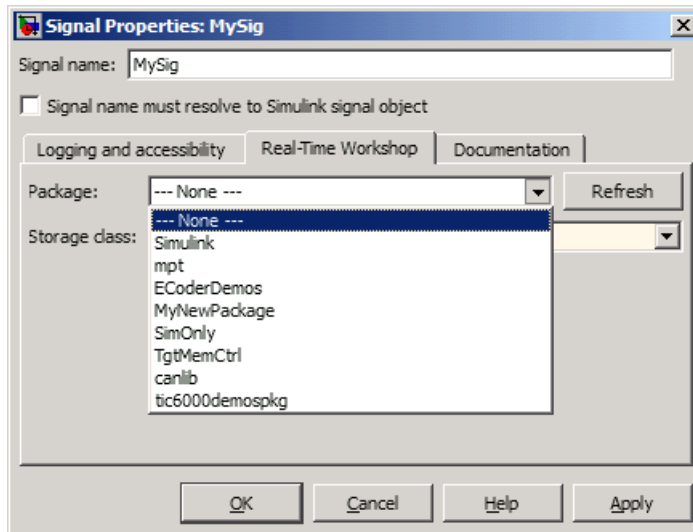 Signal Properties: MySig
Signal name: MySig
Signal name must resolve to Simulink signal object
Logging and accessibility Real-Time Workshop Documentation
Package: --- None --- Refresh
--- None ---
Storage class:
Simulink
mpt
ECoderDemos
MyNewPackage
SimOnly
TgtMemCtrl
canlib
tic6000demospkg
OK Cancel Help Apply